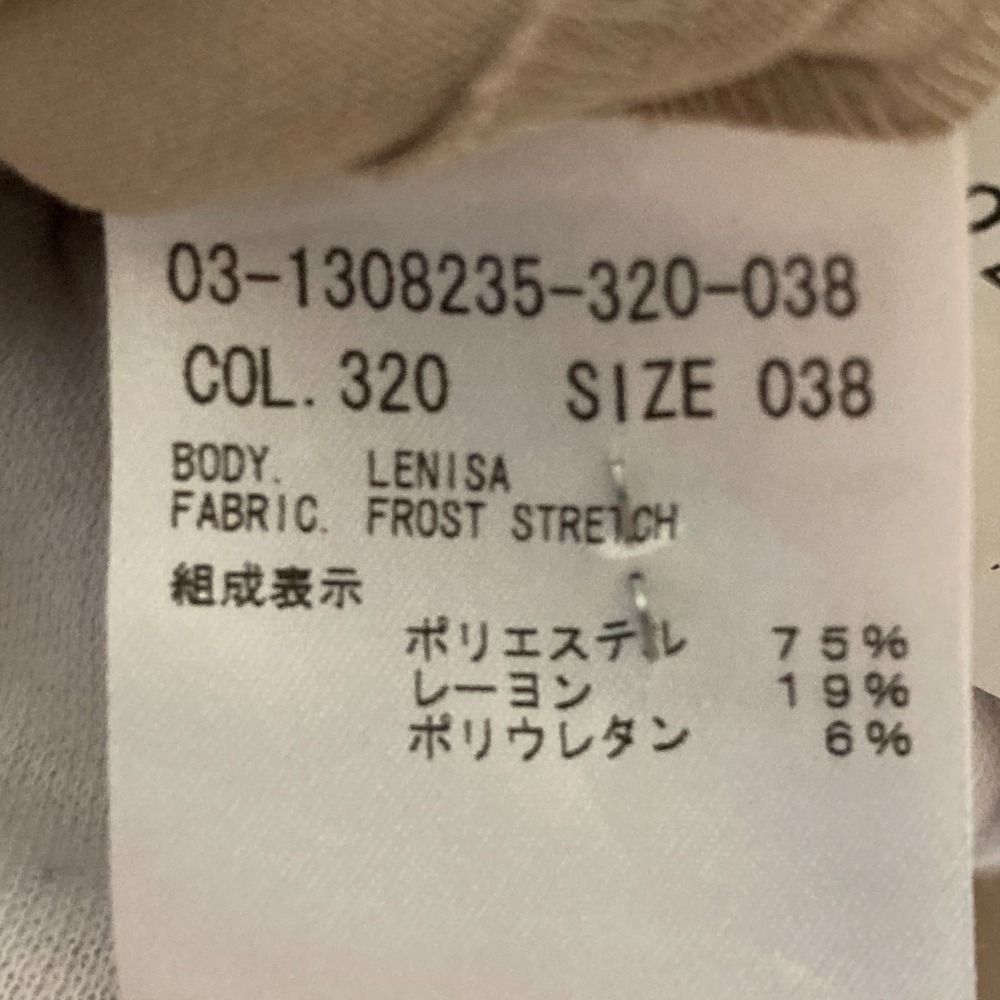 03-1308235-320-038
COL. 320 SIZE 038
BODY. LENISA
FABRIC. FROST STRETCH
組成表示
ポリエステル 75%
レーヨン 19%
ポリウレタン 6%